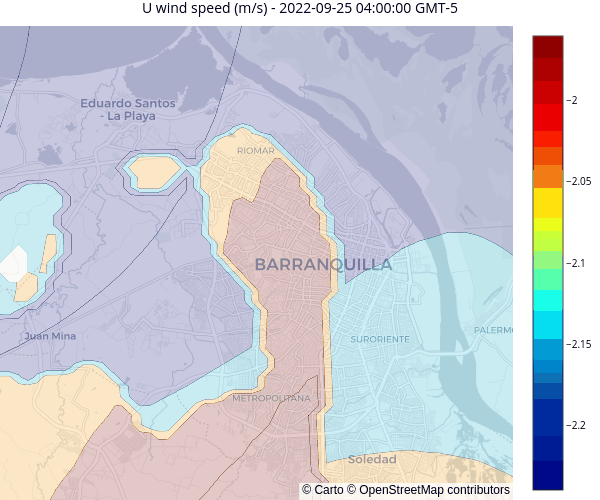 U wind speed (m/s) - 2022-09-25 04:00:00 GMT-5
Eduardo Santos
- La Playa
RIOMAR
BARRANQUILLA
Juan Mina
SURORIENTE
PALERMO
METROPOLITANA
Soledad
© Carto © OpenStreetMap contributors
−2
−2.05
−2.1
−2.15
−2.2